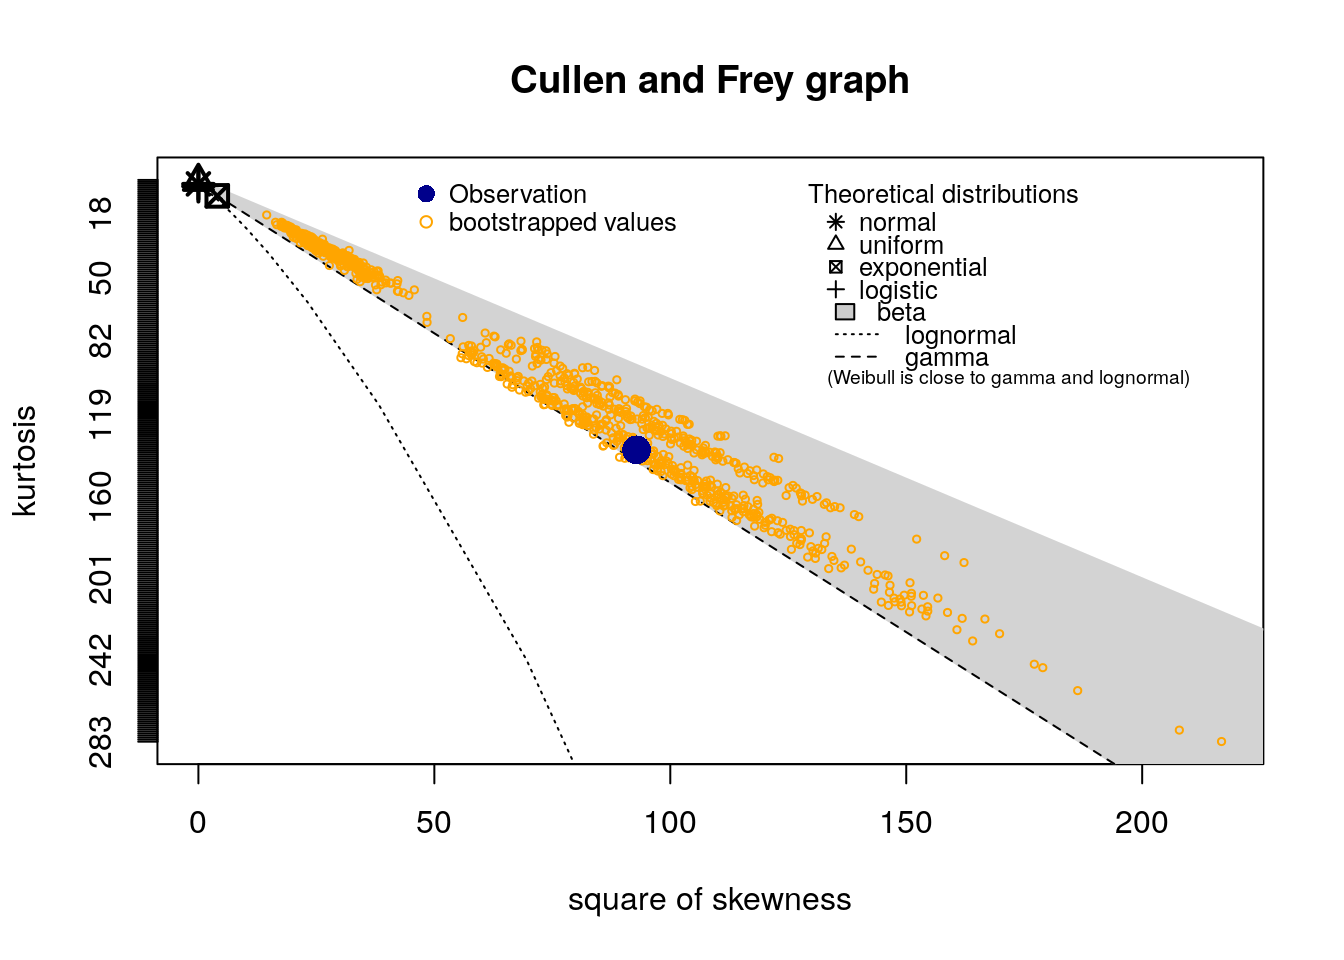 Cullen and Frey graph
Observation
bootstrapped values
Theoretical distributions
normal
uniform
exponential
logistic
beta
lognormal
gamma
(Weibull is close to gamma and lognormal)
kurtosis
18
50
82
119
160
201
242
283
0 50 100 150 200
square of skewness